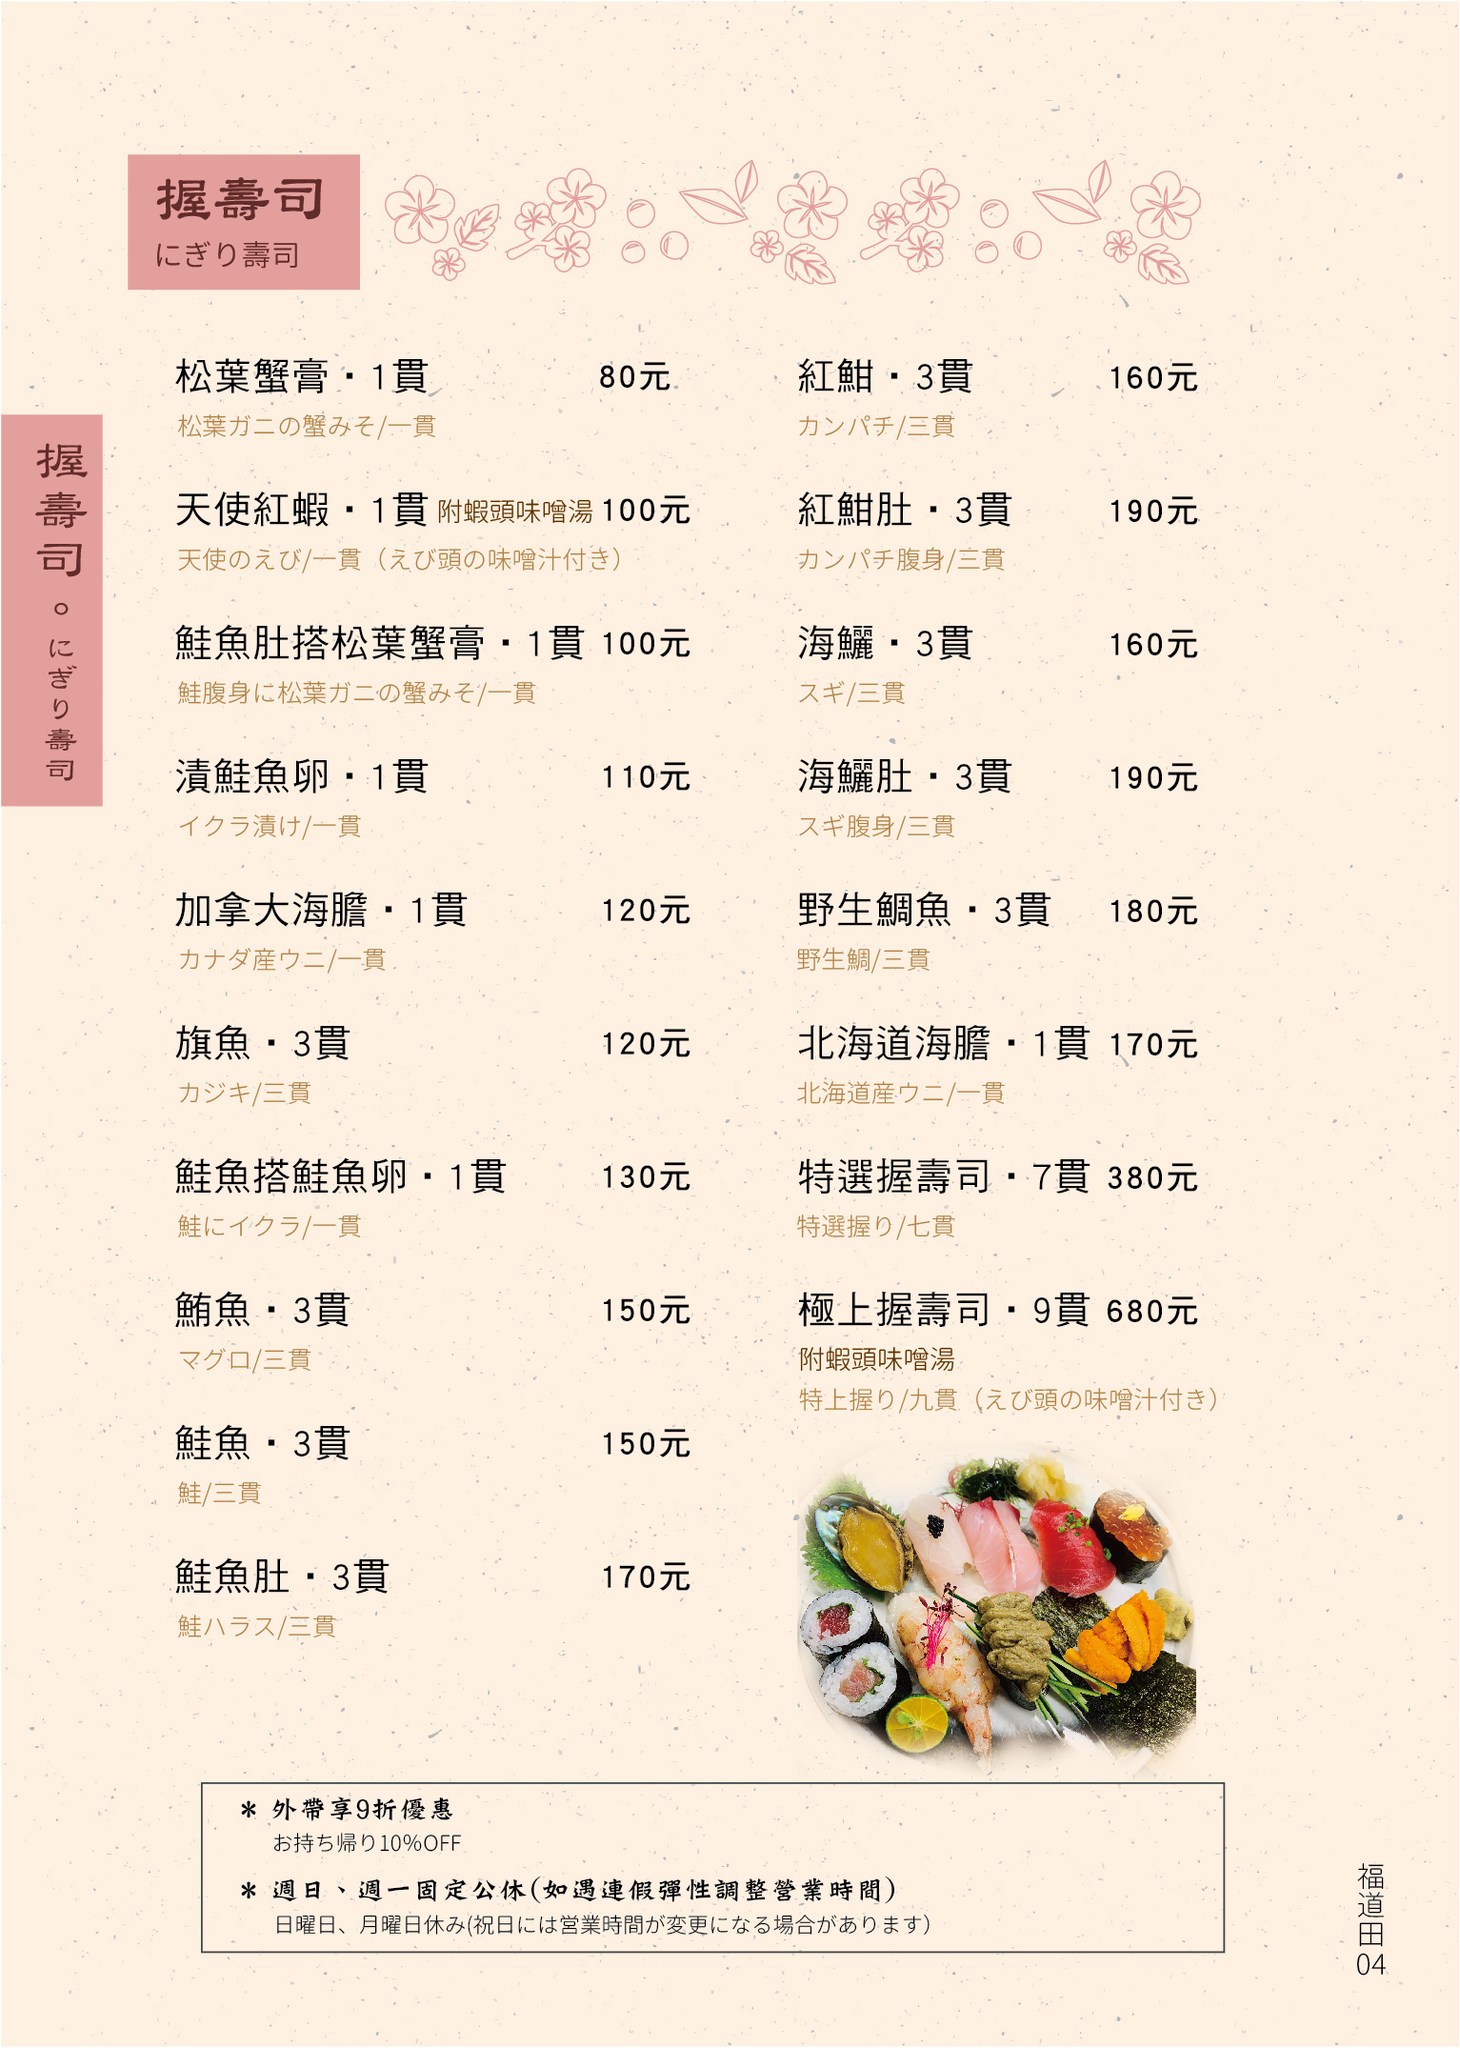 握壽司
にぎり壽司
握壽司。にぎり壽司
松葉蟹膏・1貫 80元
松葉ガニの蟹みそ/一貫
天使紅蝦・1貫 附蝦頭味噌湯 100元
天使のえび/一貫（えび頭の味噌汁付き）
鮭魚肚搭松葉蟹膏・1貫 100元
鮭腹身に松葉ガニの蟹みそ/一貫
漬鮭魚卵・1貫 110元
イクラ漬け/一貫
加拿大海膽・1貫 120元
カナダ産ウニ/一貫
旗魚・3貫 120元
カジキ/三貫
鮭魚搭鮭魚卵・1貫 130元
鮭にイクラ/一貫
鮪魚・3貫 150元
マグロ/三貫
鮭魚・3貫 150元
鮭/三貫
鮭魚肚・3貫 170元
鮭ハラス/三貫
紅魽・3貫 160元
カンパチ/三貫
紅魽肚・3貫 190元
カンパチ腹身/三貫
海鱺・3貫 160元
スギ/三貫
海鱺肚・3貫 190元
スギ腹身/三貫
野生鯛魚・3貫 180元
野生鯛/三貫
北海道海膽・1貫 170元
北海道産ウニ/一貫
特選握壽司・7貫 380元
特選握り/七貫
極上握壽司・9貫 680元
附蝦頭味噌湯
特上握り/九貫（えび頭の味噌汁付き）
＊ 外帶享9折優惠
お持ち帰り10%OFF
＊ 週日、週一固定公休(如遇連假彈性調整營業時間)
日曜日、月曜日休み(祝日には営業時間が変更になる場合があります)
福道田04